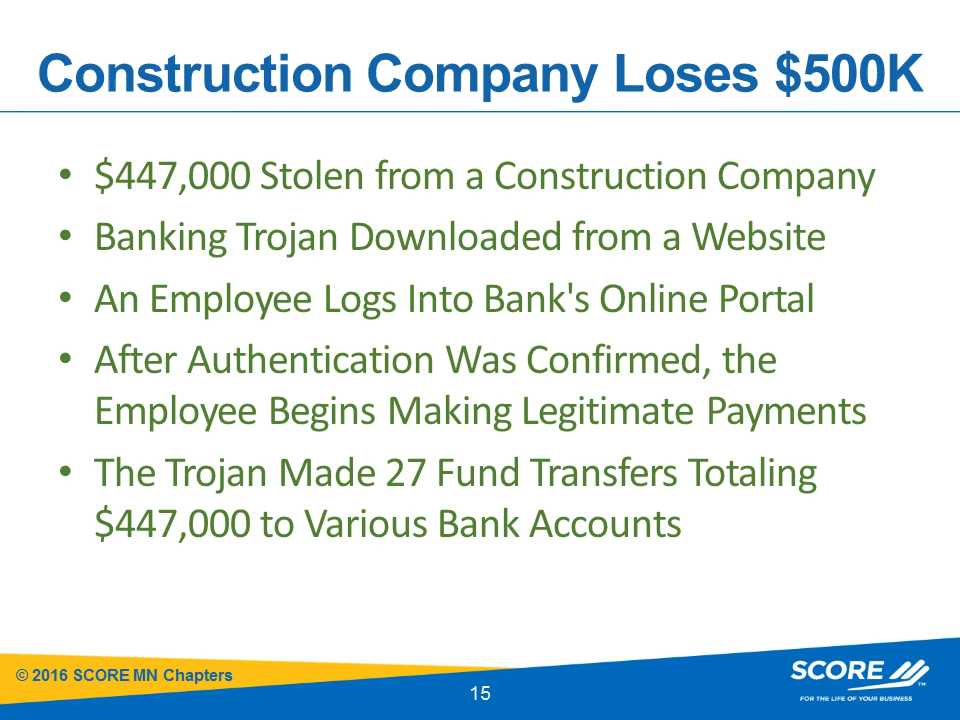 Construction Company Loses $500K
• $447,000 Stolen from a Construction Company
• Banking Trojan Downloaded from a Website
• An Employee Logs Into Bank's Online Portal
• After Authentication Was Confirmed, the
Employee Begins Making Legitimate Payments
• The Trojan Made 27 Fund Transfers Totaling
$447,000 to Various Bank Accounts
© 2016 SCORE MN Chapters
15
SCORE ™
FOR THE LIFE OF YOUR BUSINESS